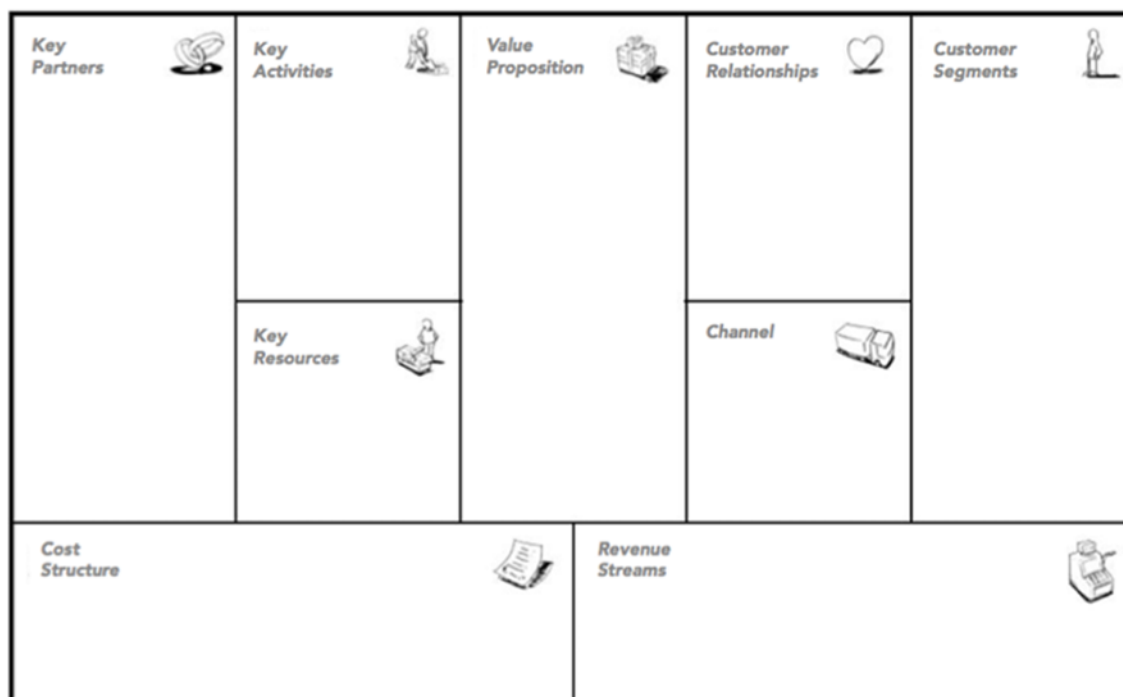 Key
Partners
Key
Activities
Value
Proposition
Customer
Relationships
Customer
Segments
Key
Resources
Channel
Cost
Structure
Revenue
Streams